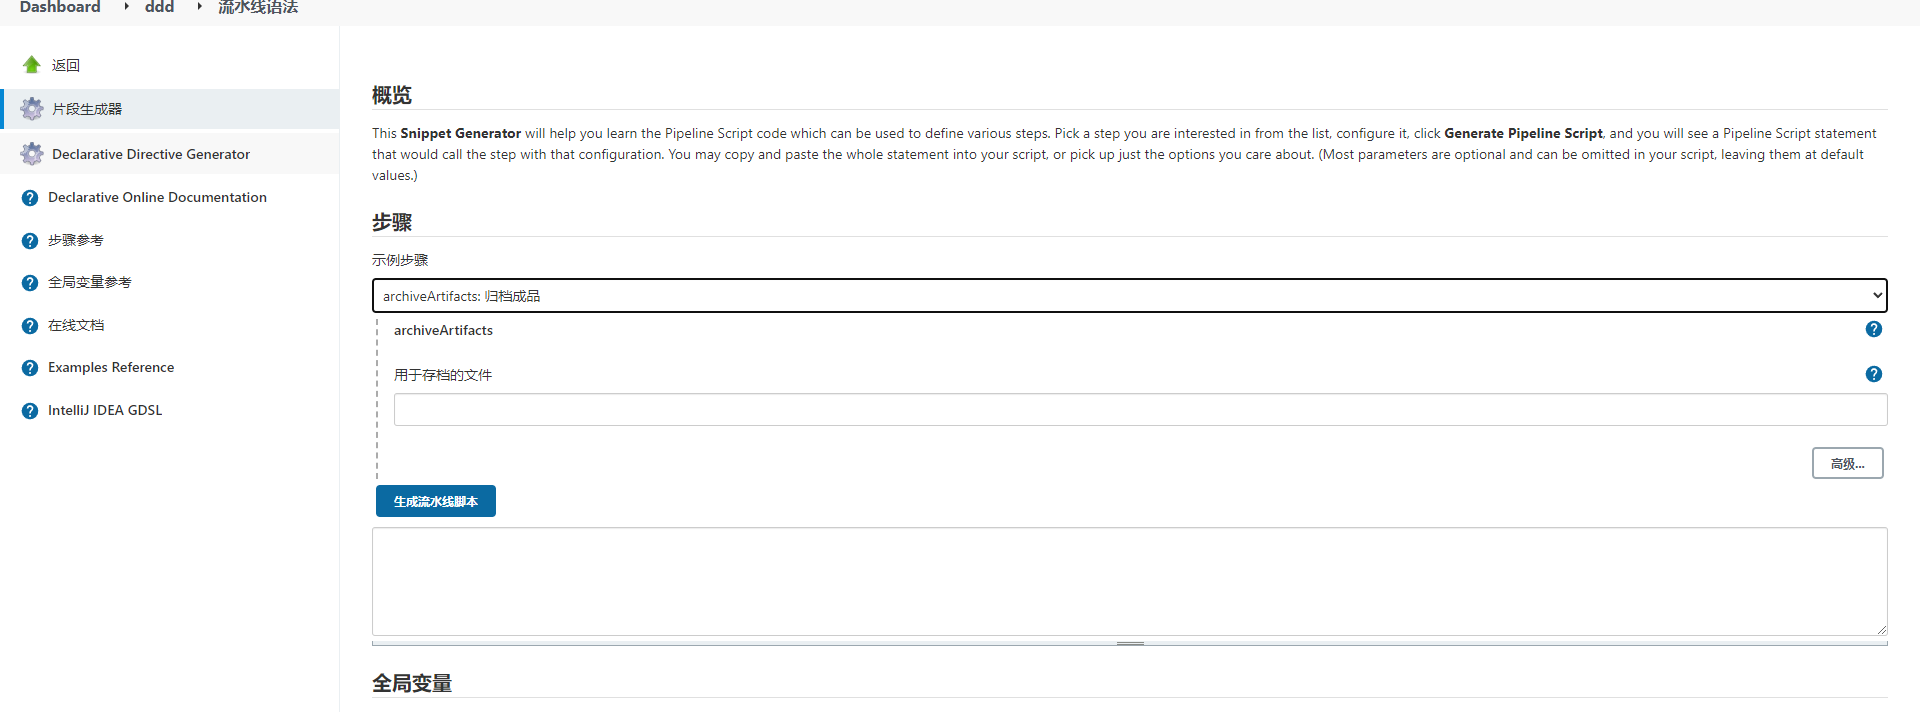 Dashboard ddd 流水线语法
返回
片段生成器
Declarative Directive Generator
Declarative Online Documentation
步骤参考
全局变量参考
在线文档
Examples Reference
IntelliJ IDEA GDSL
概览
This Snippet Generator will help you learn the Pipeline Script code which can be used to define various steps. Pick a step you are interested in from the list, configure it, click Generate Pipeline Script, and you will see a Pipeline Script statement
that would call the step with that configuration. You may copy and paste the whole statement into your script, or pick up just the options you care about. (Most parameters are optional and can be omitted in your script, leaving them at default
values.)
步骤
示例步骤
archiveArtifacts: 归档成品
archiveArtifacts
用于存档的文件
高级...
生成流水线脚本
全局变量